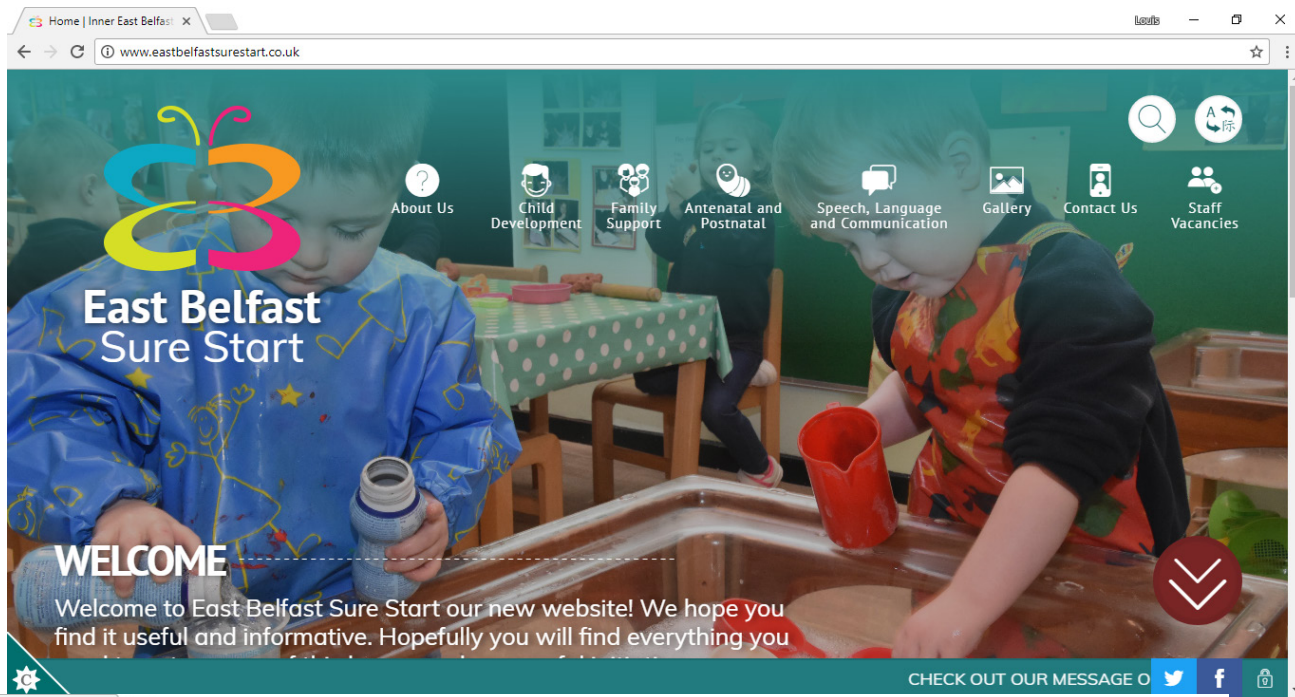 Home | Inner East Belfast
Louis
www.eastbelfastsurestart.co.uk
East Belfast
Sure Start
About Us
Child
Development
Family
Support
Antenatal and
Postnatal
Speech, Language
and Communication
Gallery
Contact Us
Staff
Vacancies
A
际
WELCOME
Welcome to East Belfast Sure Start our new website! We hope you
find it useful and informative. Hopefully you will find everything you
CHECK OUT OUR MESSAGE O
C